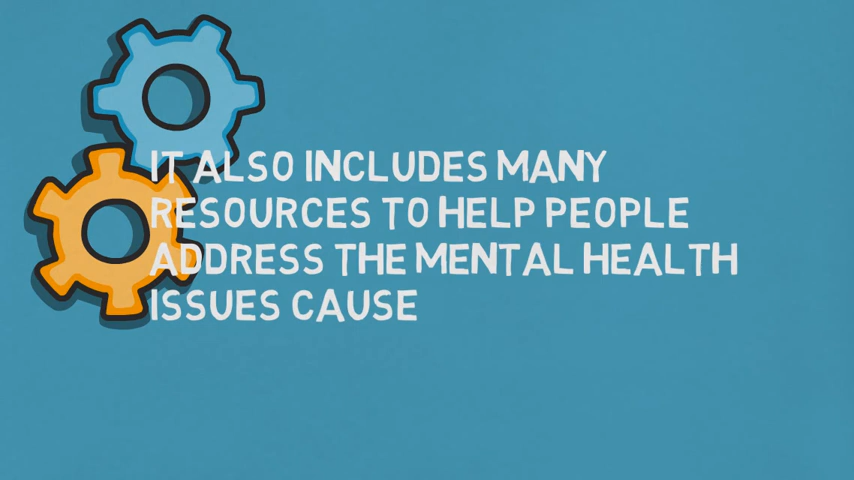 IT ALSO INCLUDES MANY
RESOURCES TO HELP PEOPLE
ADDRESS THE MENTAL HEALTH
ISSUES CAUSE